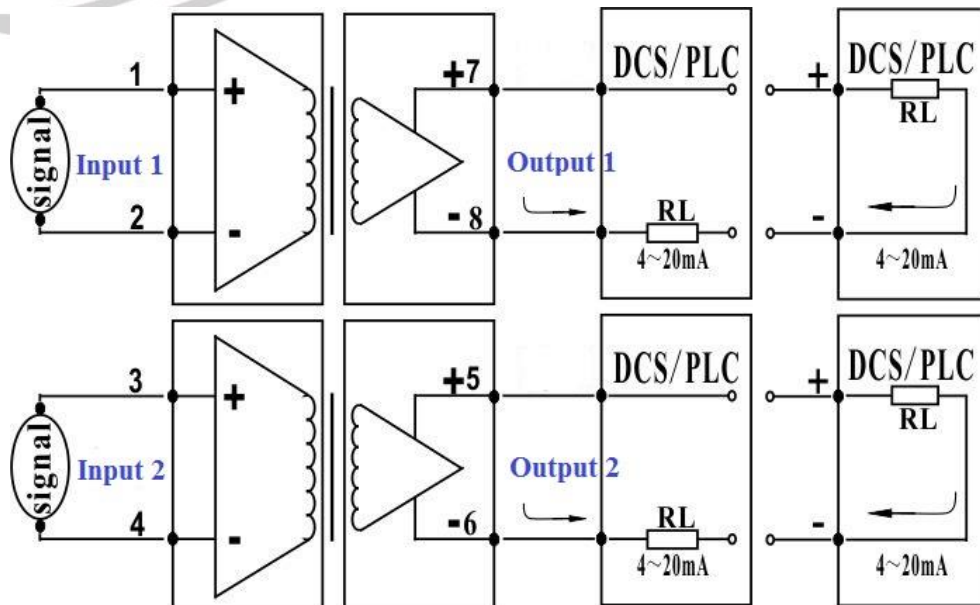 1
+
+7
DCS/PLC
+
DCS/PLC
RL
signal
Input 1
Output 1
2
-
-8
RL
4~20mA
-
4~20mA
3
+
+5
DCS/PLC
+
DCS/PLC
RL
signal
Input 2
Output 2
4
-
-6
RL
4~20mA
-
4~20mA